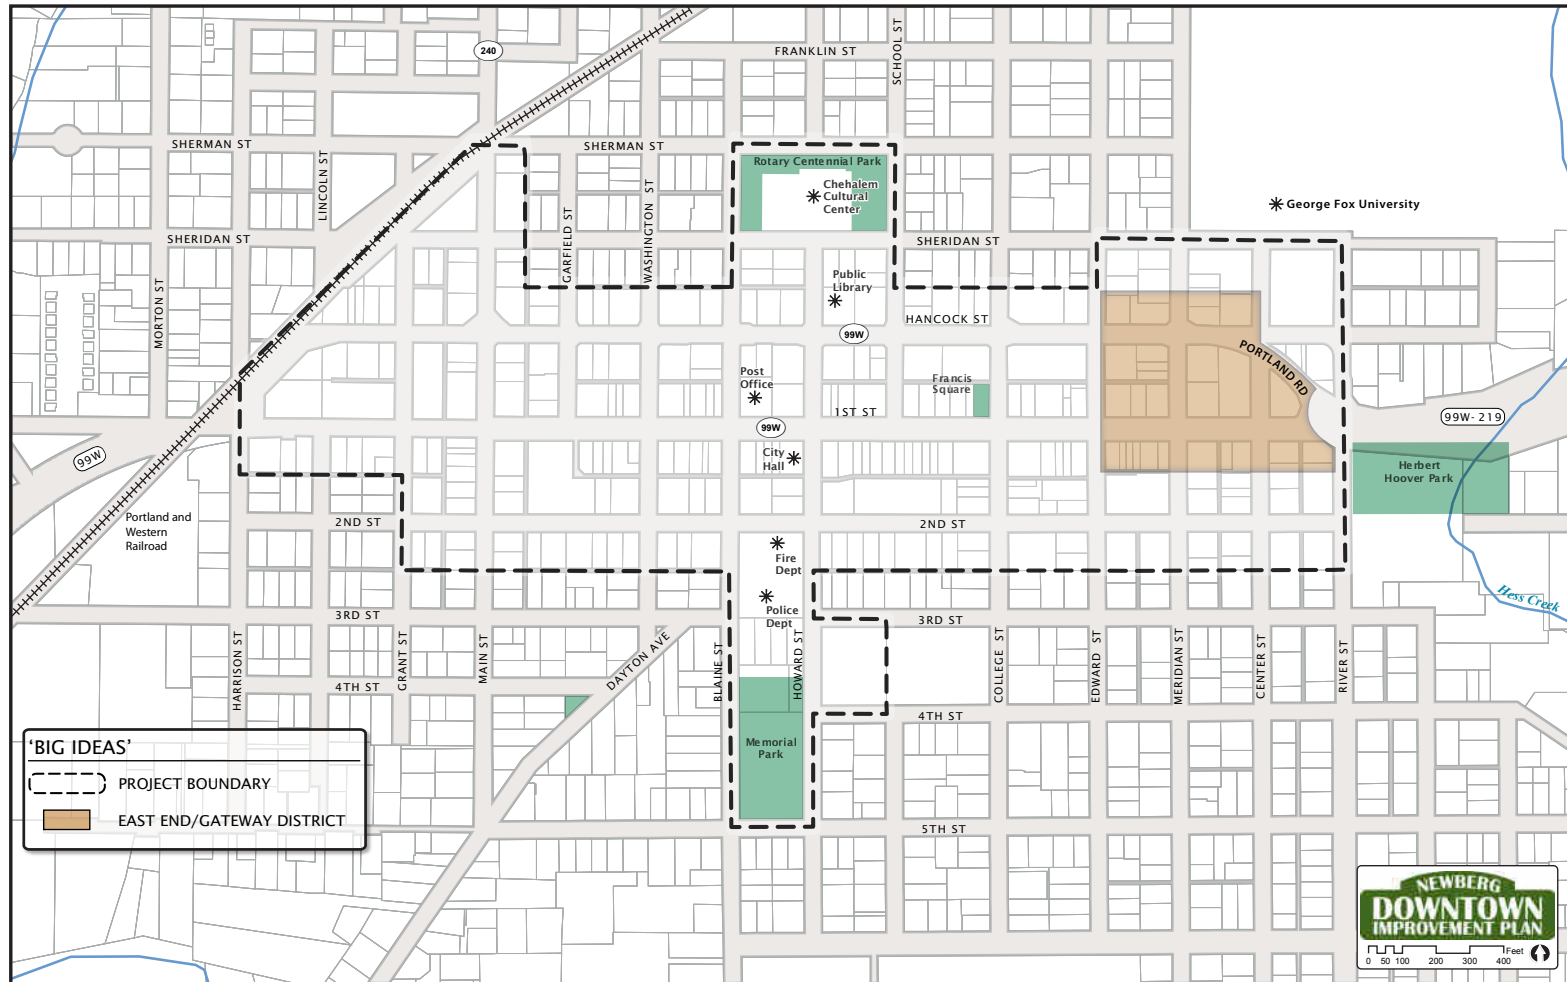 240
FRANKLIN ST
SCHOOL ST
SHERMAN ST
SHERMAN ST
LINCOLN ST
Rotary Centennial Park
Chehalem
Cultural
Center
GARFIELD ST
WASHINGTON ST
George Fox University
SHERIDAN ST
SHERIDAN ST
MORTON ST
Public
Library
HANCOCK ST
99W
PORTLAND RD
Post
Office
Francis
Square
1ST ST
99W
99W-219
99W
City
Hall
Herbert
Hoover Park
Portland and
Western
Railroad
2ND ST
2ND ST
Fire
Dept
Police
Dept
Hess Creek
3RD ST
3RD ST
HARRISON ST
GRANT ST
MAIN ST
DAYTON AVE
BLAINE ST
HOWARD ST
COLLEGE ST
EDWARD ST
MERIDIAN ST
CENTER ST
RIVER ST
4TH ST
4TH ST
Memorial
Park
5TH ST
‘BIG IDEAS’
PROJECT BOUNDARY
EAST END/GATEWAY DISTRICT
NEWBERG
DOWNTOWN
IMPROVEMENT PLAN
Feet
0 50 100 200 300 400